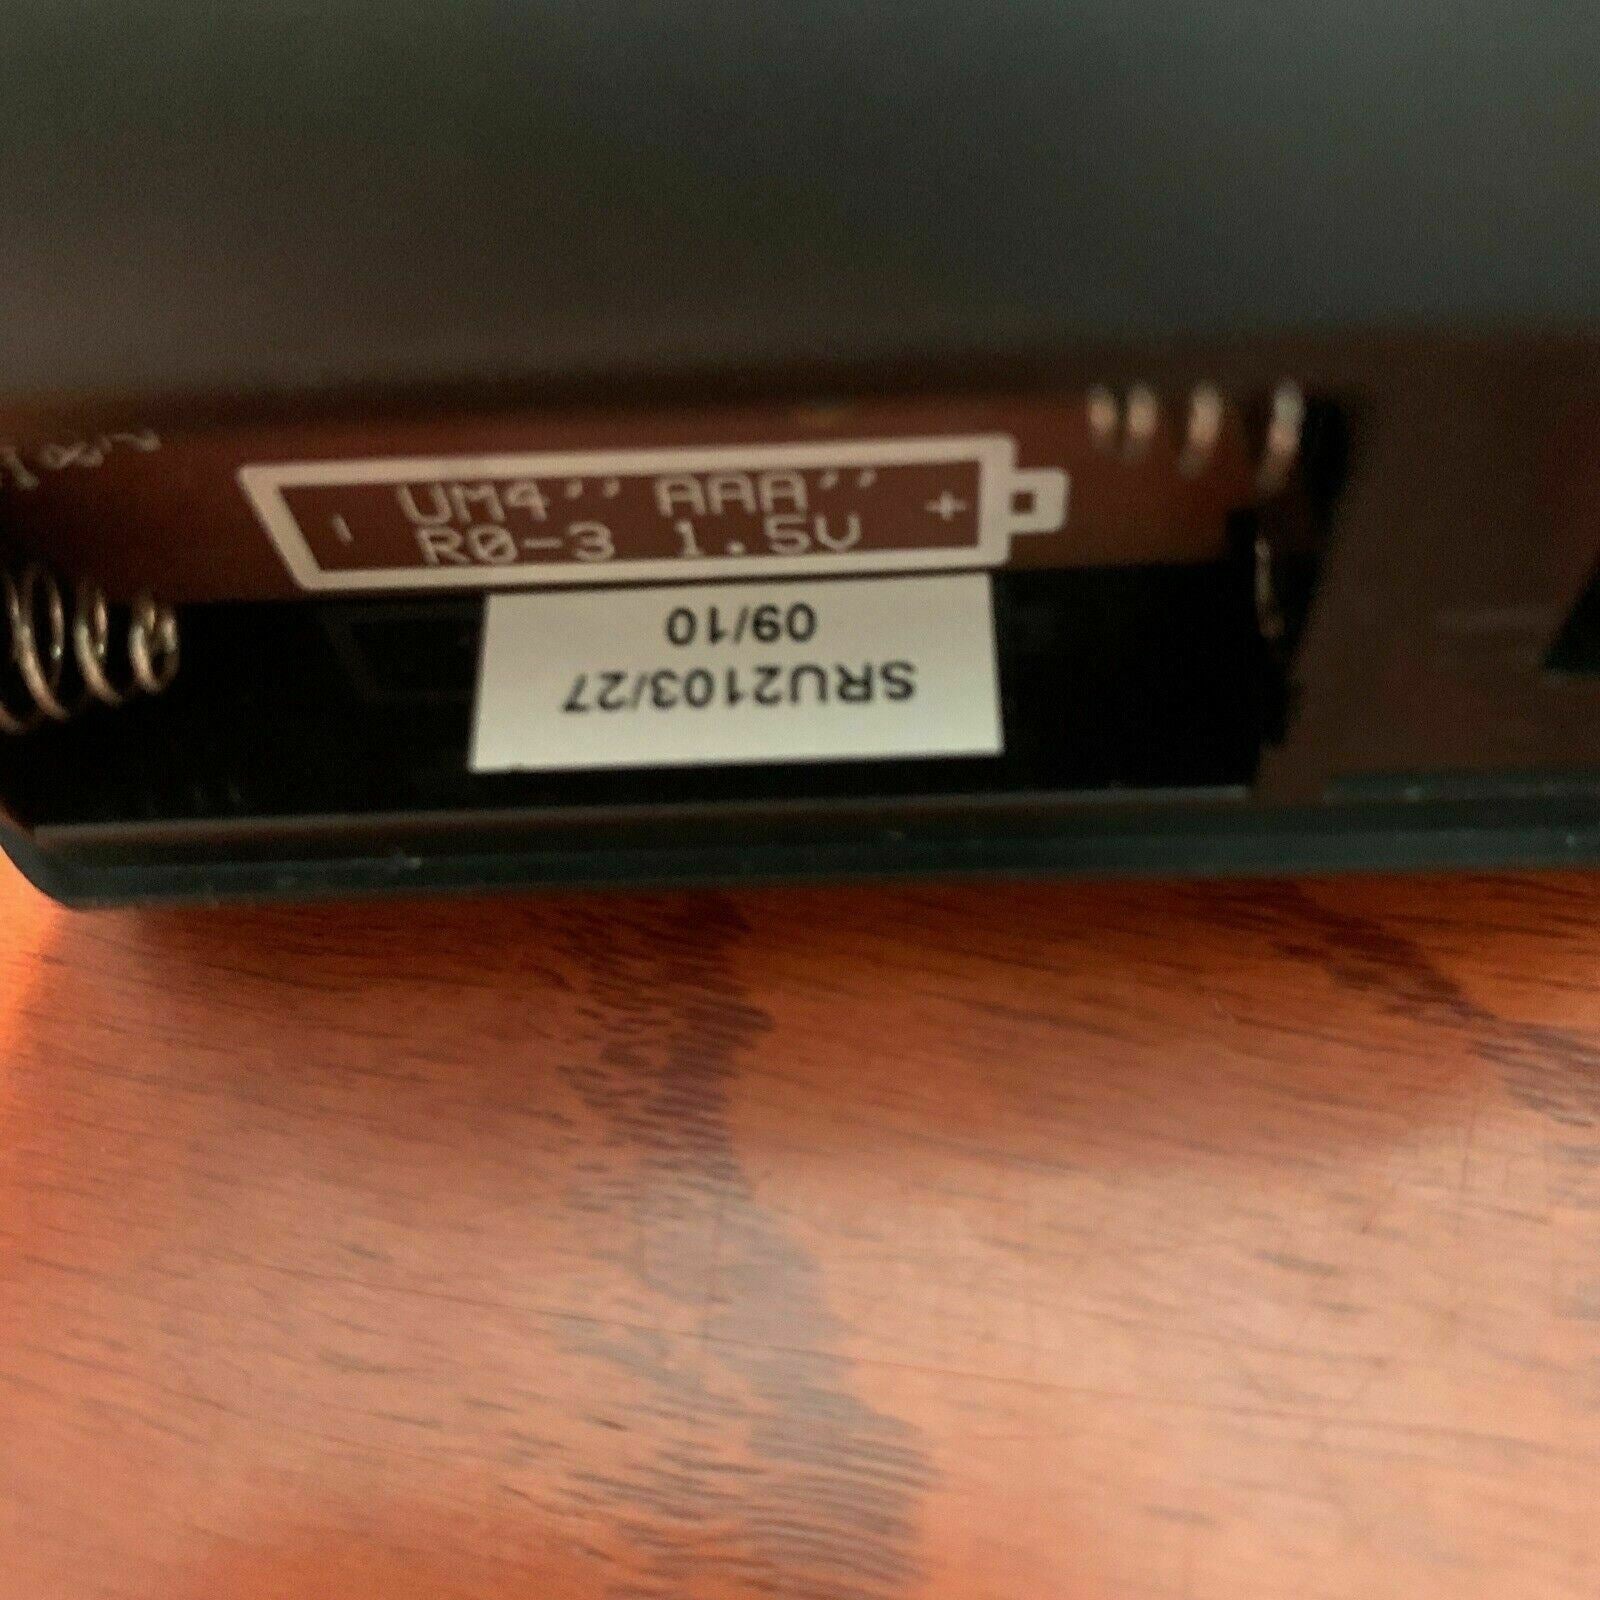 - UM4 '' AAA'' +
R0-3 1.5V
SRU2103/27
09/10